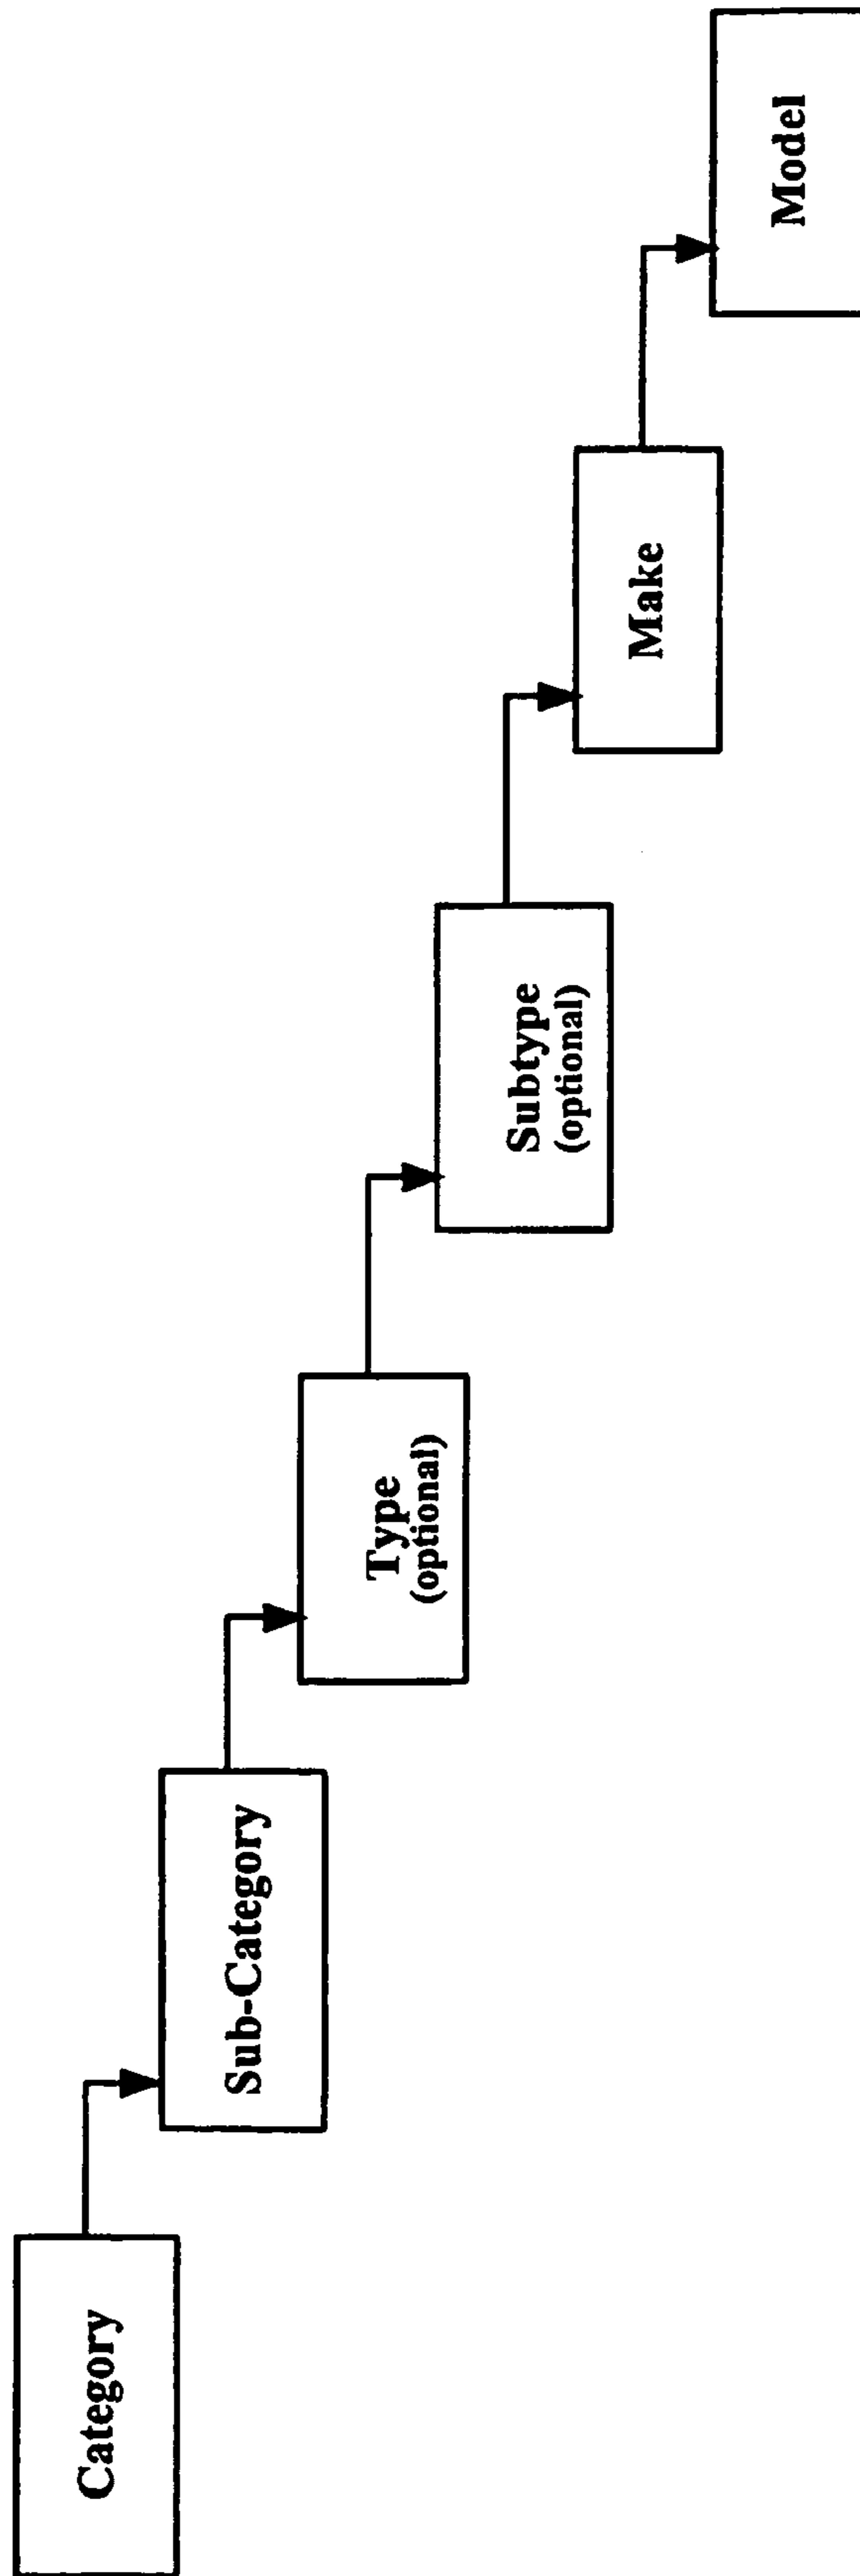 Category
Sub-Category
Type
(optional)
Subtype
(optional)
Make
Model